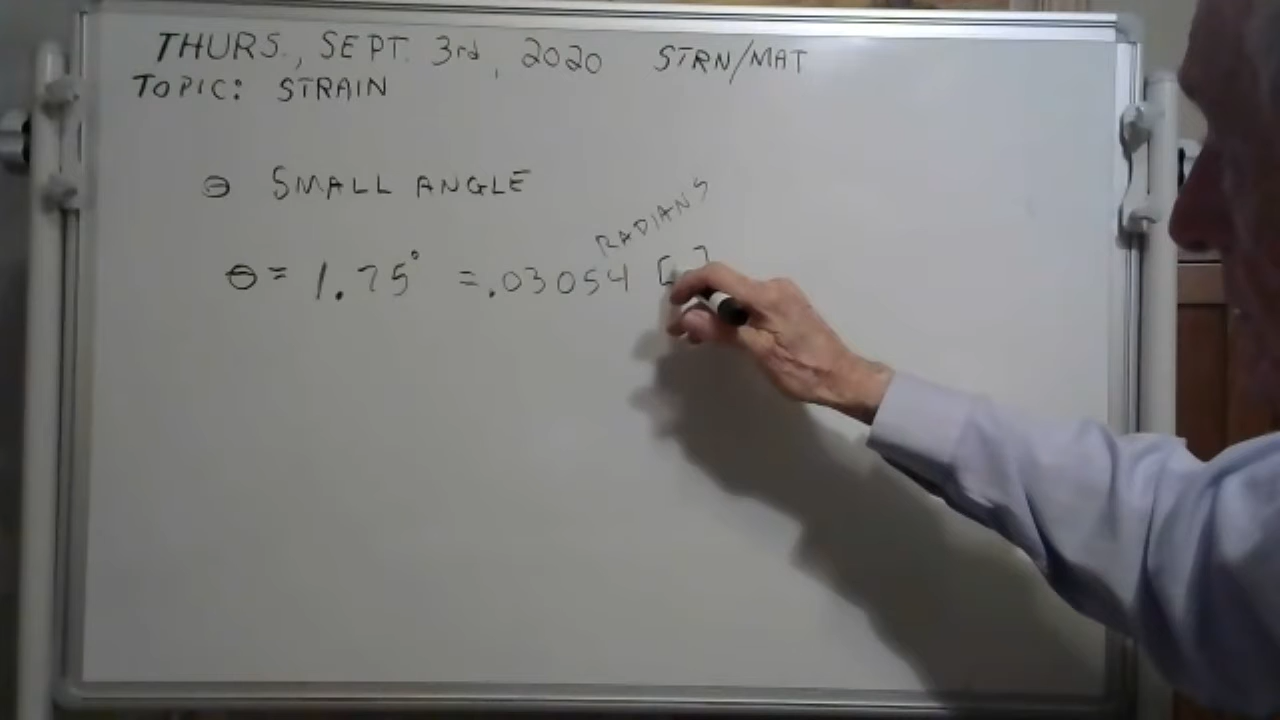 THURS., SEPT. 3rd, 2020 STRN/MAT
TOPIC: STRAIN
θ SMALL ANGLE
RADIANS
θ = 1.75° = .03054 [ ]